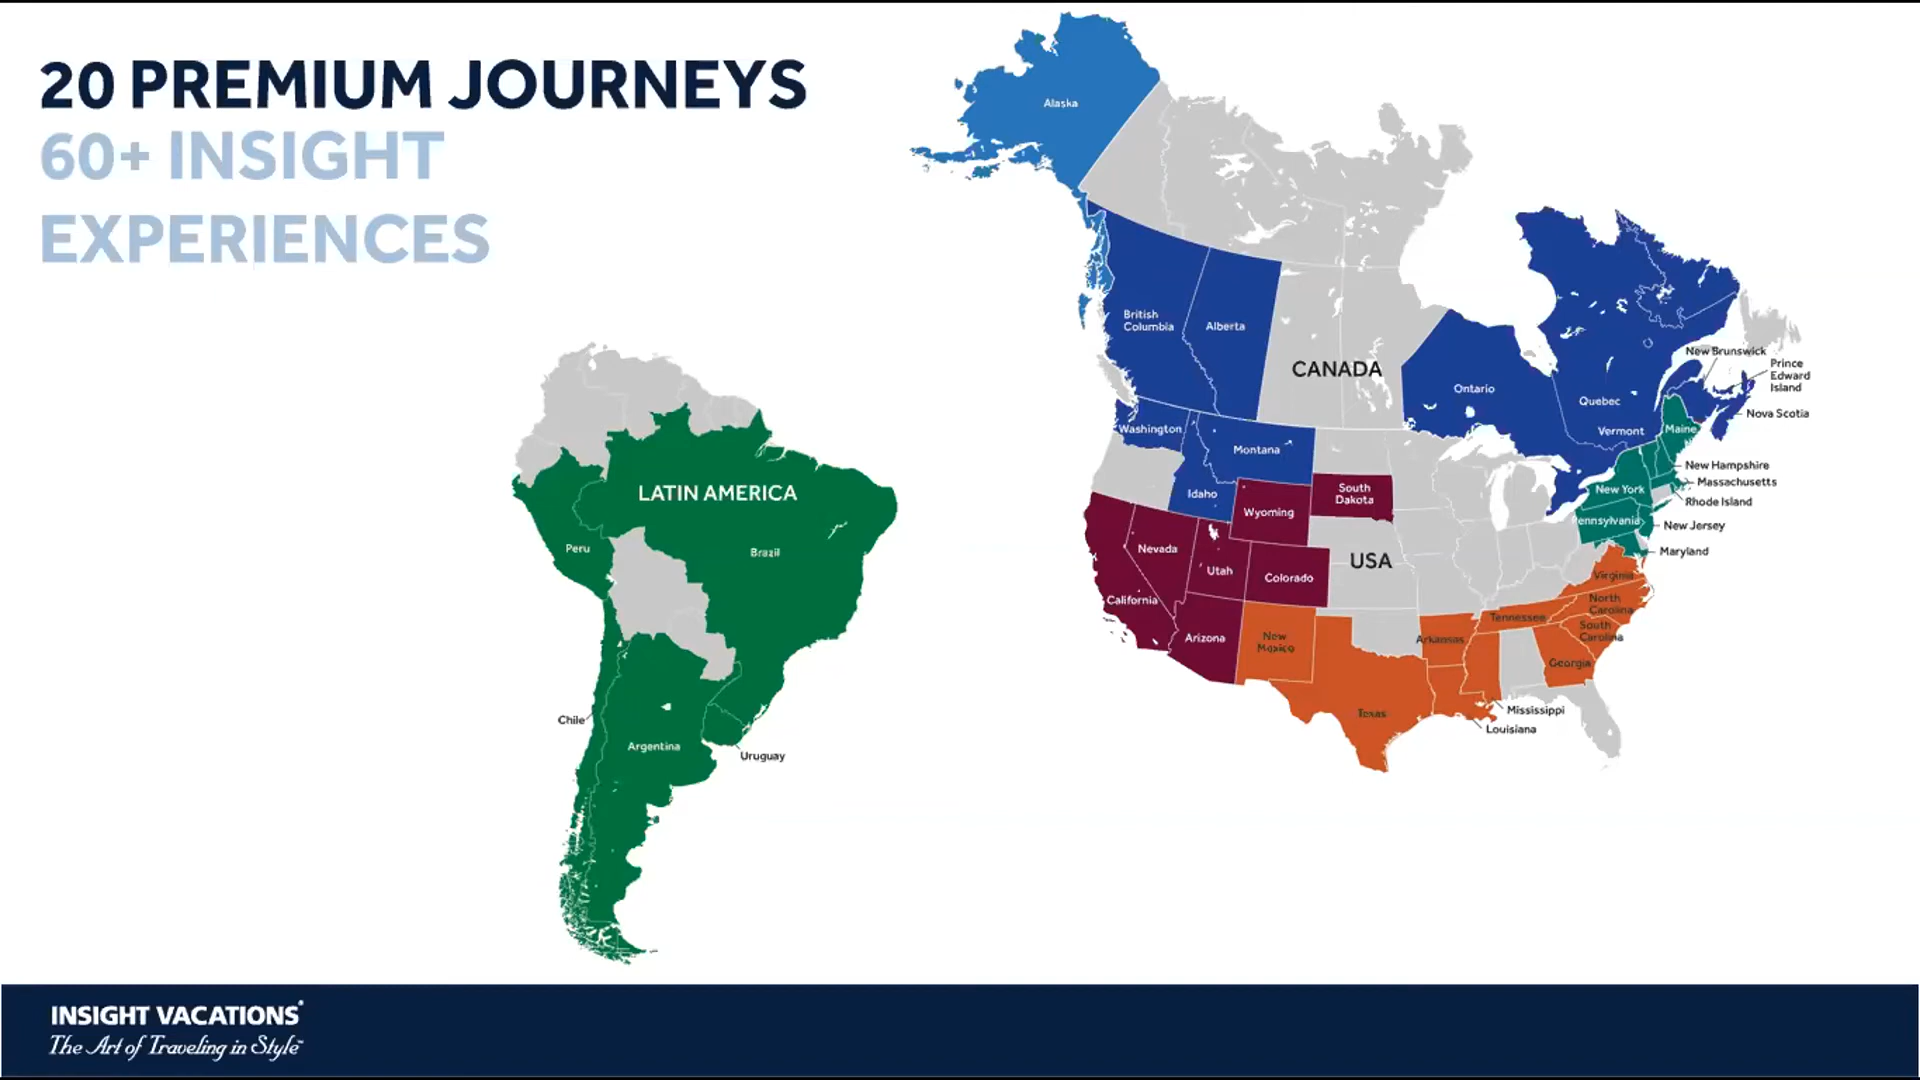 20 PREMIUM JOURNEYS
60+ INSIGHT
EXPERIENCES
Alaska
British
Columbia
Alberta
CANADA
Ontario
Quebec
New Brunswick
Prince
Edward
Island
Nova Scotia
Washington
Montana
Idaho
Vermont
Maine
New Hampshire
Massachusetts
Rhode Island
New York
Pennsylvania
New Jersey
Maryland
South
Dakota
Wyoming
Nevada
Utah
Colorado
California
Arizona
USA
Virginia
North
Carolina
Tennessee
South
Carolina
Arkansas
Georgia
New
Mexico
Texas
Mississippi
Louisiana
LATIN AMERICA
Peru
Brazil
Chile
Argentina
Uruguay
INSIGHT VACATIONS®
The Art of Traveling in Style™